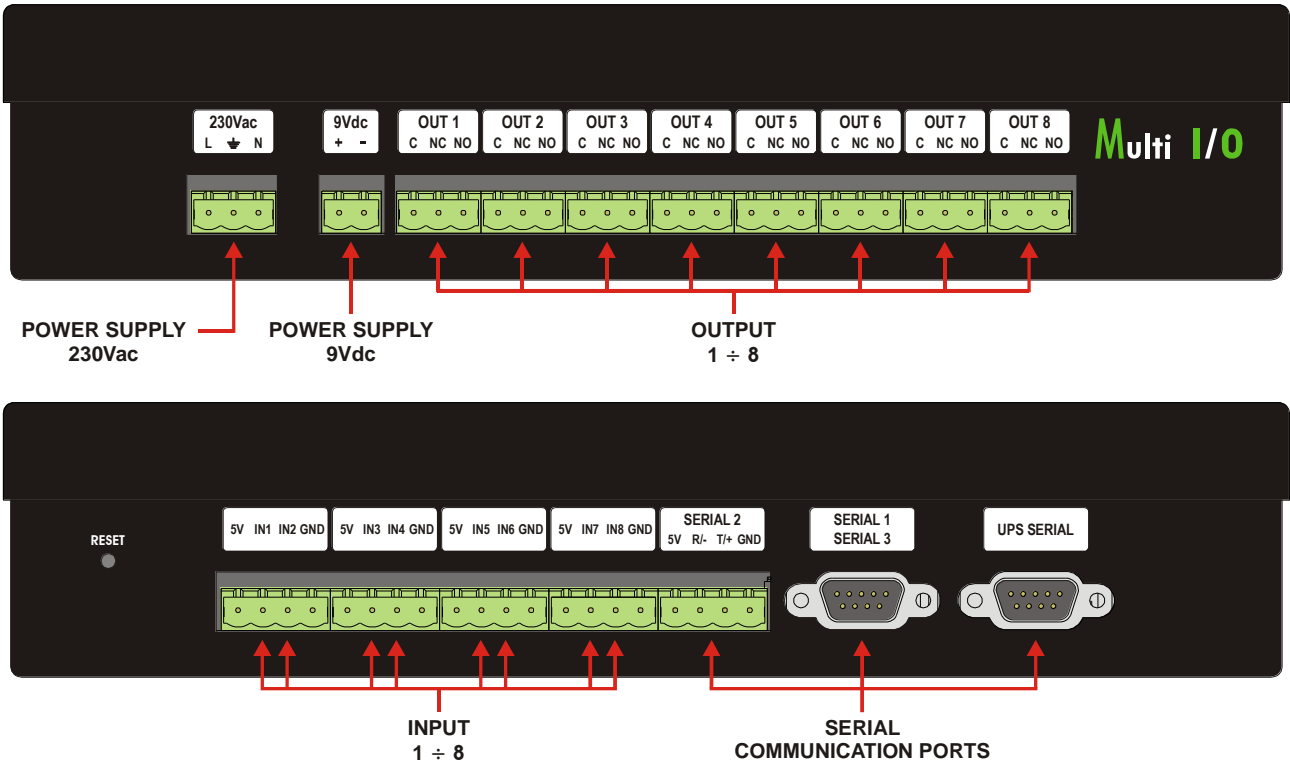 230Vac
L N
9Vdc
+ -
OUT 1
C NC NO
OUT 2
C NC NO
OUT 3
C NC NO
OUT 4
C NC NO
OUT 5
C NC NO
OUT 6
C NC NO
OUT 7
C NC NO
OUT 8
C NC NO
Multi I/O
POWER SUPPLY
230Vac
POWER SUPPLY
9Vdc
OUTPUT
1 ÷ 8
RESET
5V IN1 IN2 GND
5V IN3 IN4 GND
5V IN5 IN6 GND
5V IN7 IN8 GND
SERIAL 2
5V R/- T/+ GND
SERIAL 1
SERIAL 3
UPS SERIAL
INPUT
1 ÷ 8
SERIAL
COMMUNICATION PORTS